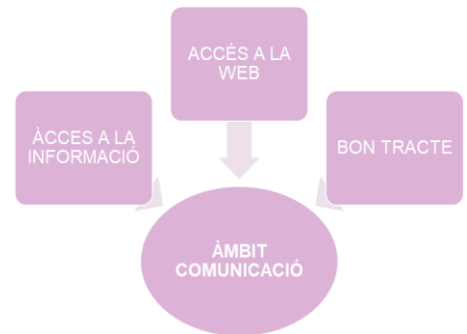 ACCÈS A LA
WEB
ÀCCES A LA
INFORMACIÓ
BON TRACTE
ÀMBIT
COMUNICACIÓ